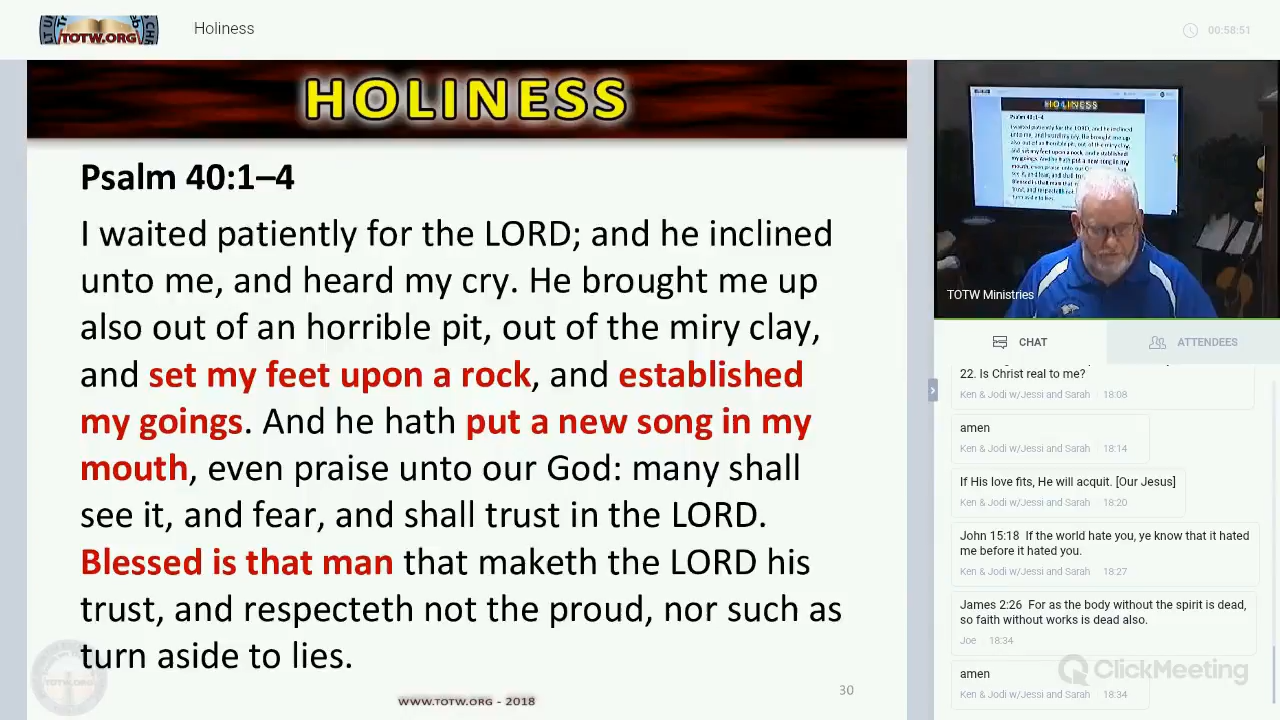 TOTW.ORG
Holiness
00:58:51
HOLINESS
Psalm 40:1–4
I waited patiently for the LORD; and he inclined
unto me, and heard my cry. He brought me up
also out of an horrible pit, out of the miry clay,
and set my feet upon a rock, and established
my goings. And he hath put a new song in my
mouth, even praise unto our God: many shall
see it, and fear, and shall trust in the LORD.
Blessed is that man that maketh the LORD his
trust, and respecteth not the proud, nor such as
turn aside to lies.
WWW.TOTW.ORG - 2018
30
HOLINESS
Psalm 40:1–4
TOTW Ministries
CHAT
ATTENDEES
22. Is Christ real to me?
Ken & Jodi w/Jessi and Sarah 18:08
amen
Ken & Jodi w/Jessi and Sarah 18:14
If His love fits, He will acquit. [Our Jesus]
Ken & Jodi w/Jessi and Sarah 18:20
John 15:18 If the world hate you, ye know that it hated
me before it hated you.
Ken & Jodi w/Jessi and Sarah 18:27
James 2:26 For as the body without the spirit is dead,
so faith without works is dead also.
Joe 18:34
amen
Ken & Jodi w/Jessi and Sarah 18:34
ClickMeeting